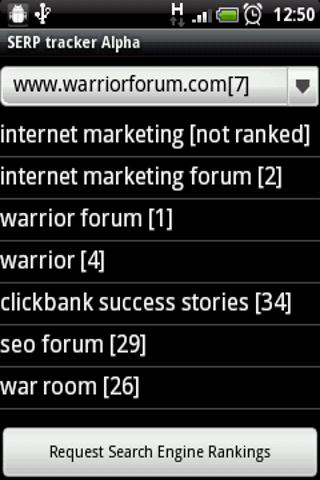 H 12:50
SERP tracker Alpha
www.warriorforum.com[7]
internet marketing [not ranked]
internet marketing forum [2]
warrior forum [1]
warrior [4]
clickbank success stories [34]
seo forum [29]
war room [26]
Request Search Engine Rankings